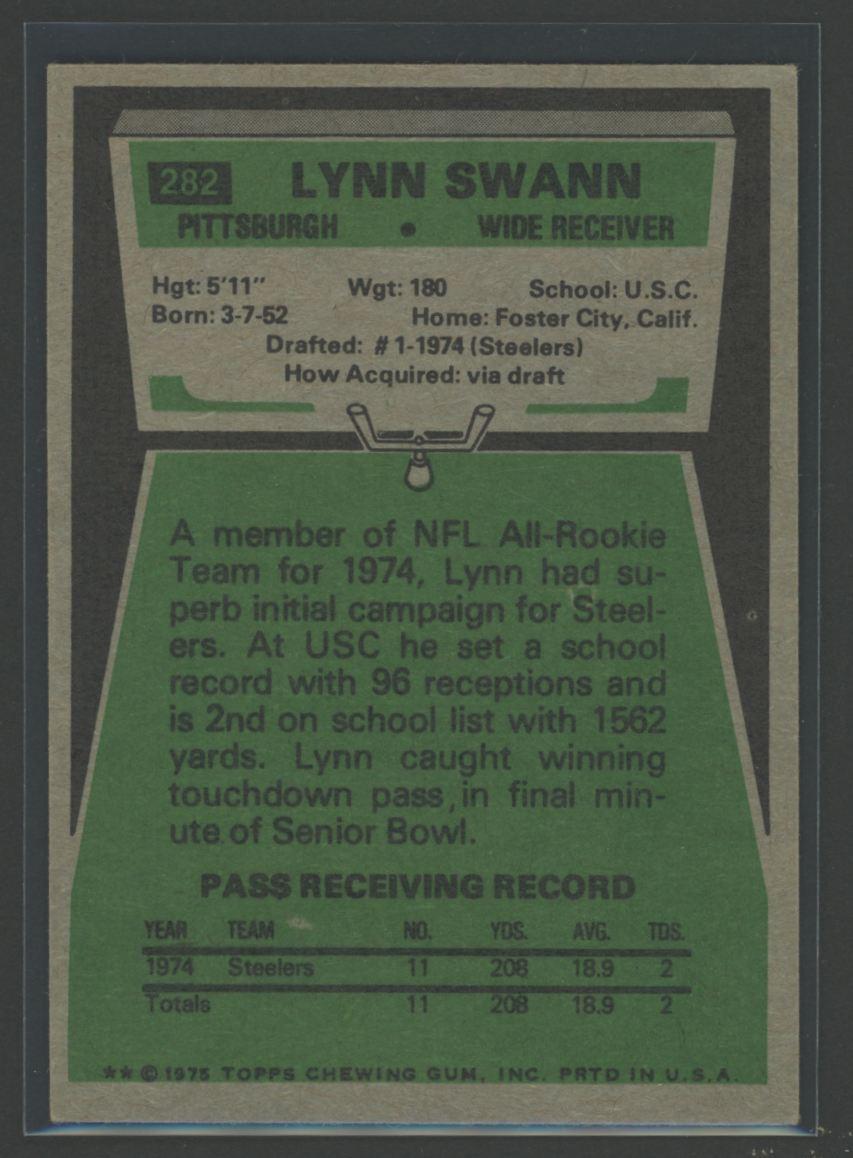 282 LYNN SWANN
PITTSBURGH • WIDE RECEIVER
Hgt: 5'11" Wgt: 180 School: U.S.C.
Born: 3-7-52 Home: Foster City, Calif.
Drafted: #1-1974 (Steelers)
How Acquired: via draft
A member of NFL All-Rookie
Team for 1974, Lynn had su-
perb initial campaign for Steel-
ers. At USC he set a school
record with 96 receptions and
is 2nd on school list with 1562
yards. Lynn caught winning
touchdown pass in final min-
ute of Senior Bowl.
PASS RECEIVING RECORD
YEAR TEAM NO. YDS. AVG. TDS.
1974 Steelers 11 208 18.9 2
Totals 11 208 18.9 2
** © 1975 TOPPS CHEWING GUM, INC. PRTD IN U.S.A.